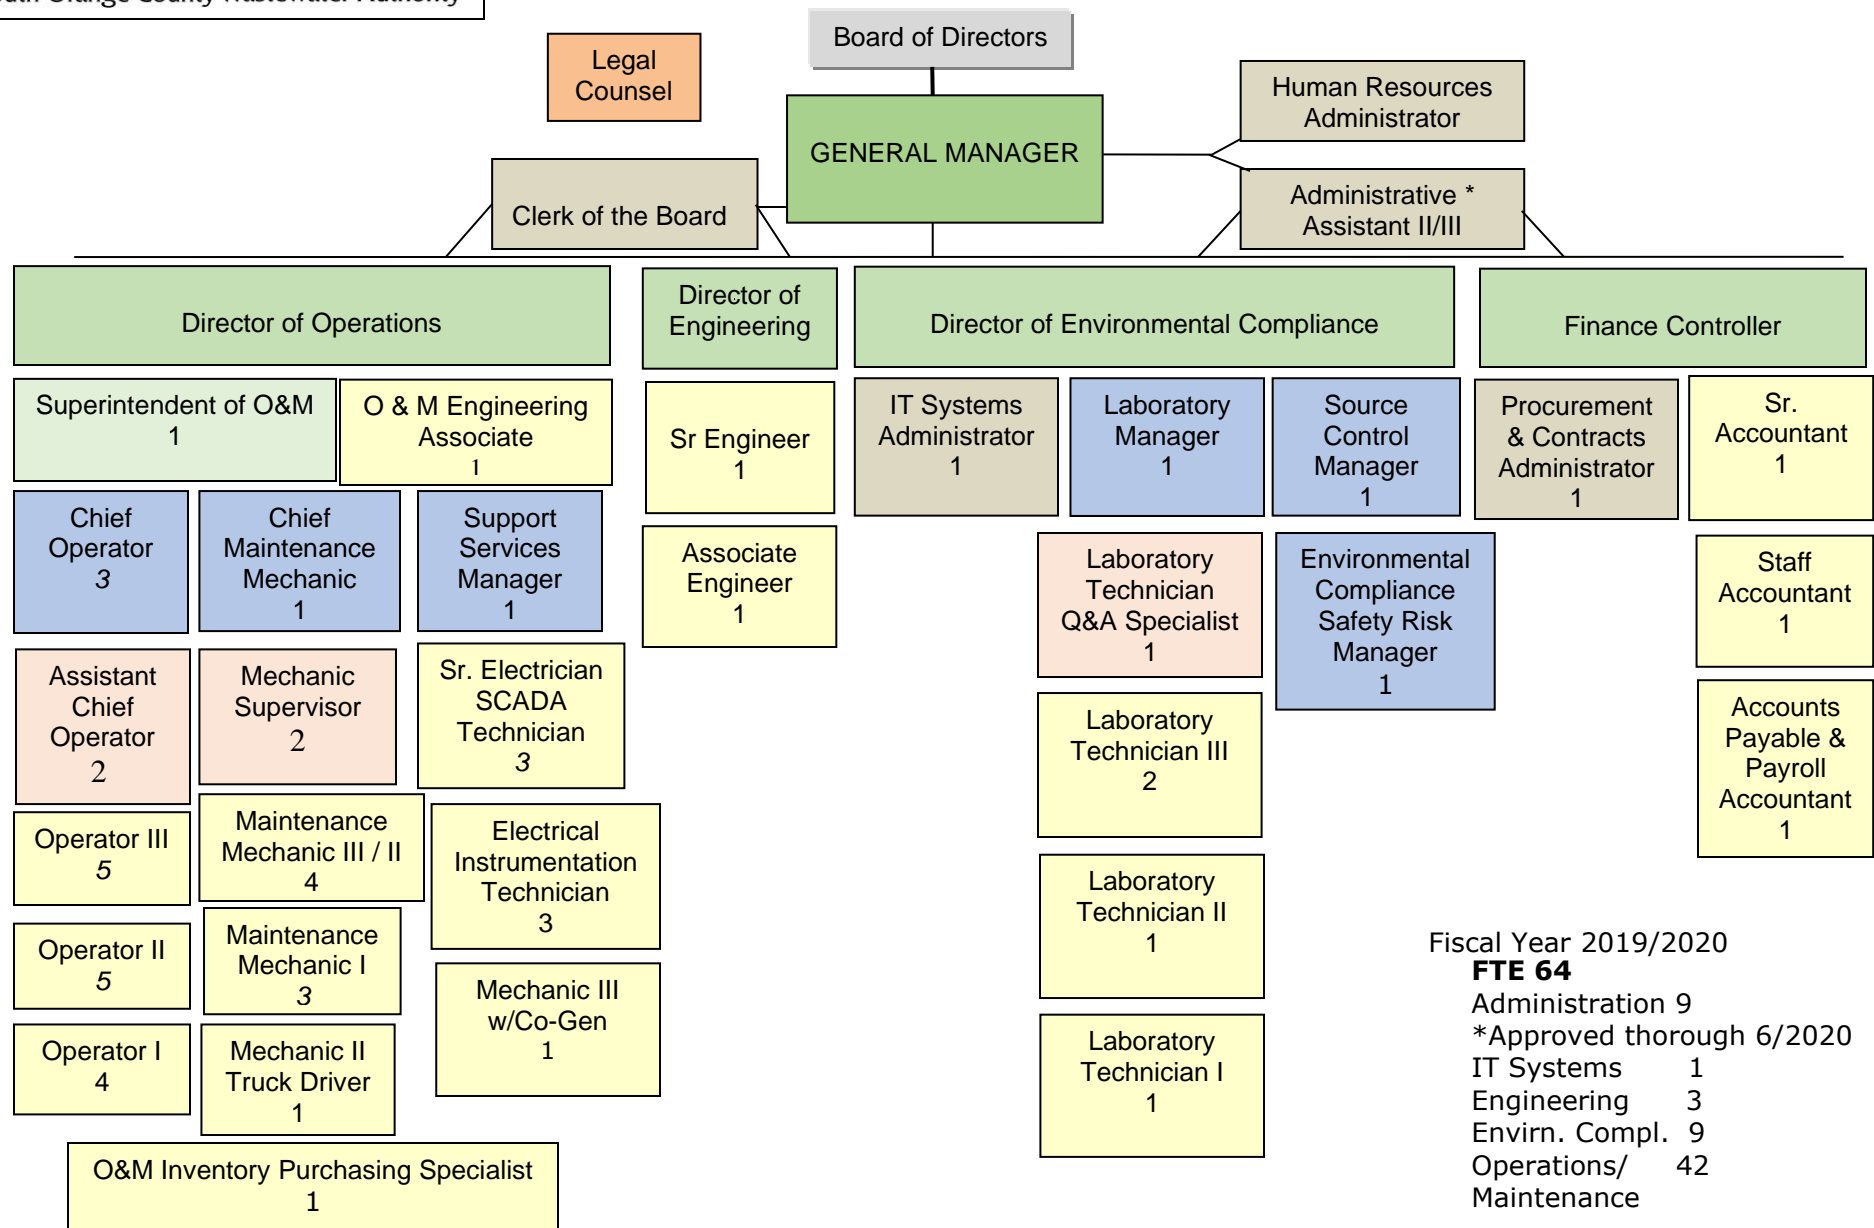 South Orange County Wastewater Authority
Board of Directors
Legal
Counsel
Human Resources
Administrator
GENERAL MANAGER
Clerk of the Board
Administrative *
Assistant II/III
Director of Operations
Director of
Engineering
Director of Environmental Compliance
Finance Controller
Superintendent of O&M
1
O & M Engineering
Associate
1
Sr Engineer
1
IT Systems
Administrator
1
Laboratory
Manager
1
Source
Control
Manager
1
Procurement
& Contracts
Administrator
1
Sr.
Accountant
1
Chief
Operator
3
Chief
Maintenance
Mechanic
1
Support
Services
Manager
1
Associate
Engineer
1
Laboratory
Technician
Q&A Specialist
1
Environmental
Compliance
Safety Risk
Manager
1
Staff
Accountant
1
Assistant
Chief
Operator
2
Mechanic
Supervisor
2
Sr. Electrician
SCADA
Technician
3
Laboratory
Technician III
2
Accounts
Payable &
Payroll
Accountant
1
Operator III
5
Maintenance
Mechanic III / II
4
Electrical
Instrumentation
Technician
3
Laboratory
Technician II
1
Operator II
5
Maintenance
Mechanic I
3
Mechanic III
w/Co-Gen
1
Operator I
4
Mechanic II
Truck Driver
1
Laboratory
Technician I
1
O&M Inventory Purchasing Specialist
1
Fiscal Year 2019/2020
FTE 64
Administration 9
*Approved thorough 6/2020
IT Systems 1
Engineering 3
Envirn. Compl. 9
Operations/ 42
Maintenance